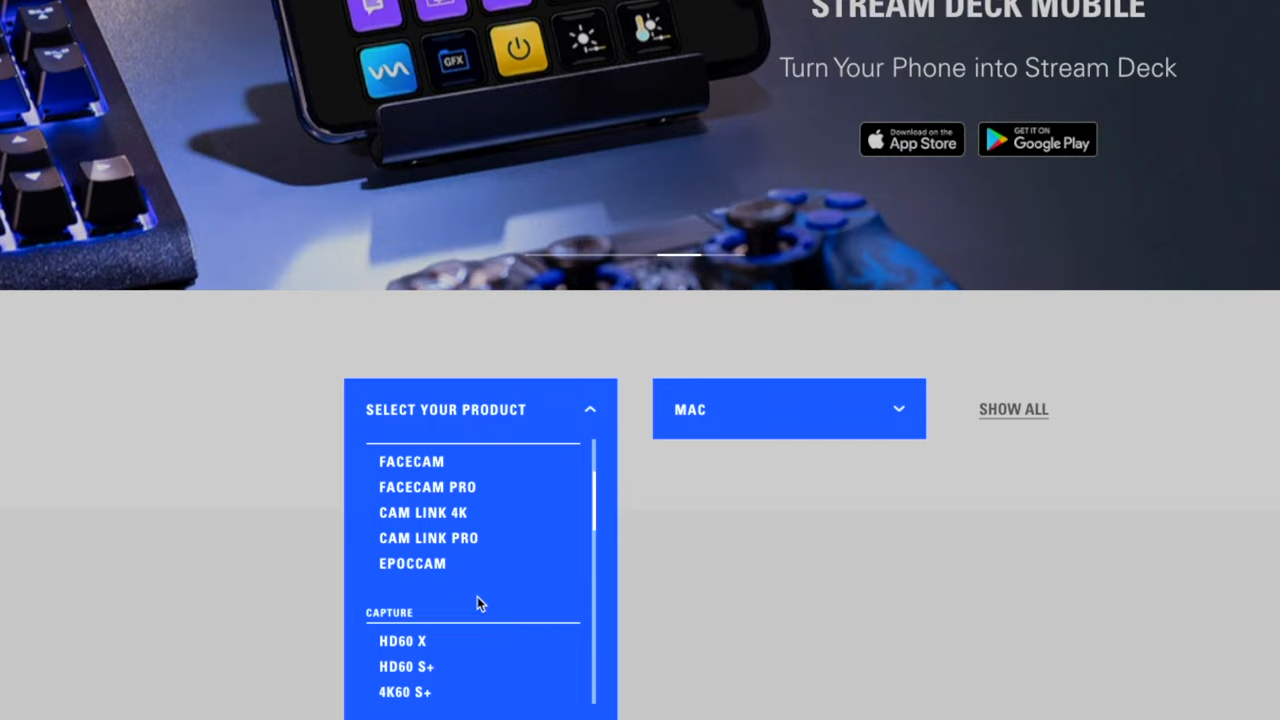 STREAM DECK MOBILE
Turn Your Phone into Stream Deck
GFX
Download on the
App Store
GET IT ON
Google Play
SELECT YOUR PRODUCT
MAC
SHOW ALL
FACECAM
FACECAM PRO
CAM LINK 4K
CAM LINK PRO
EPOCCAM
CAPTURE
HD60 X
HD60 S+
4K60 S+